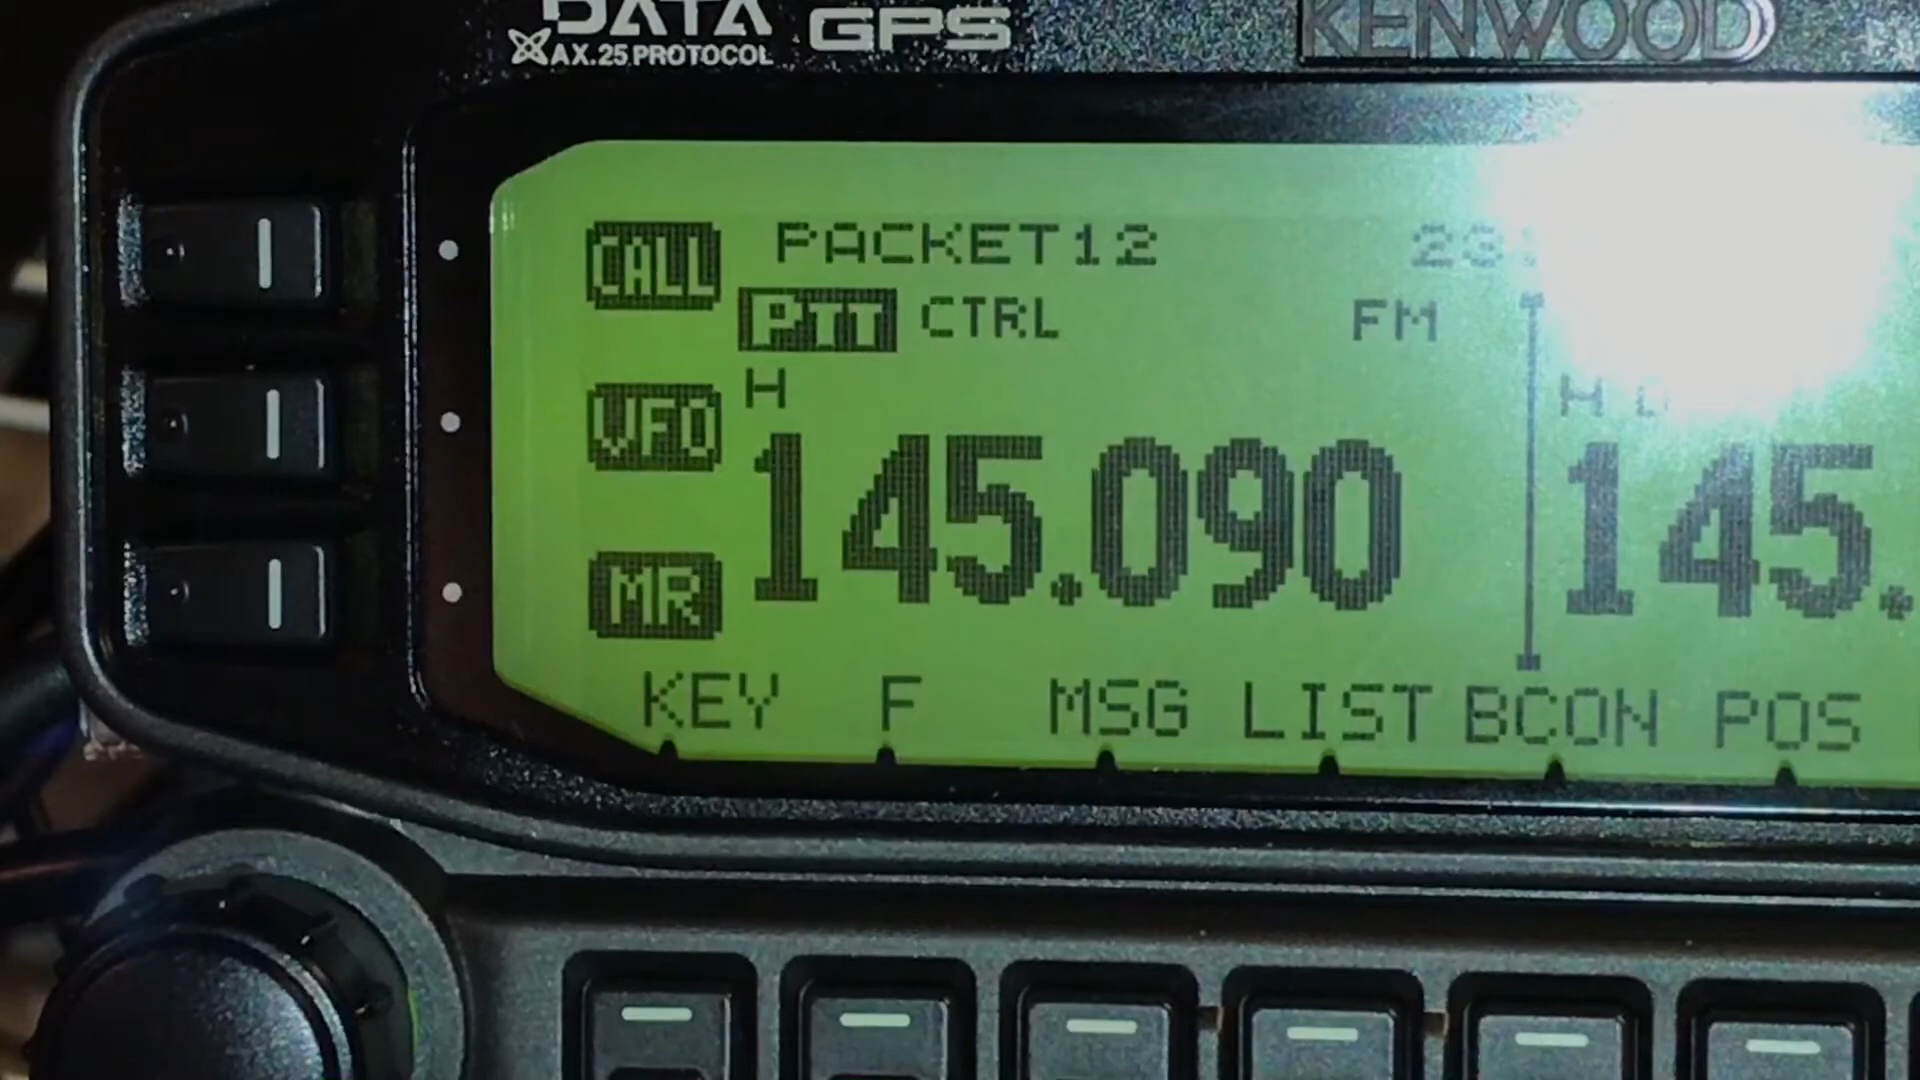 DATA GPS KENWOOD
AX.25 PROTOCOL
CALL PACKET12 23
PTT CTRL FM
H H
VFO 145.090 145.
MR
KEY F MSG LIST BCON POS